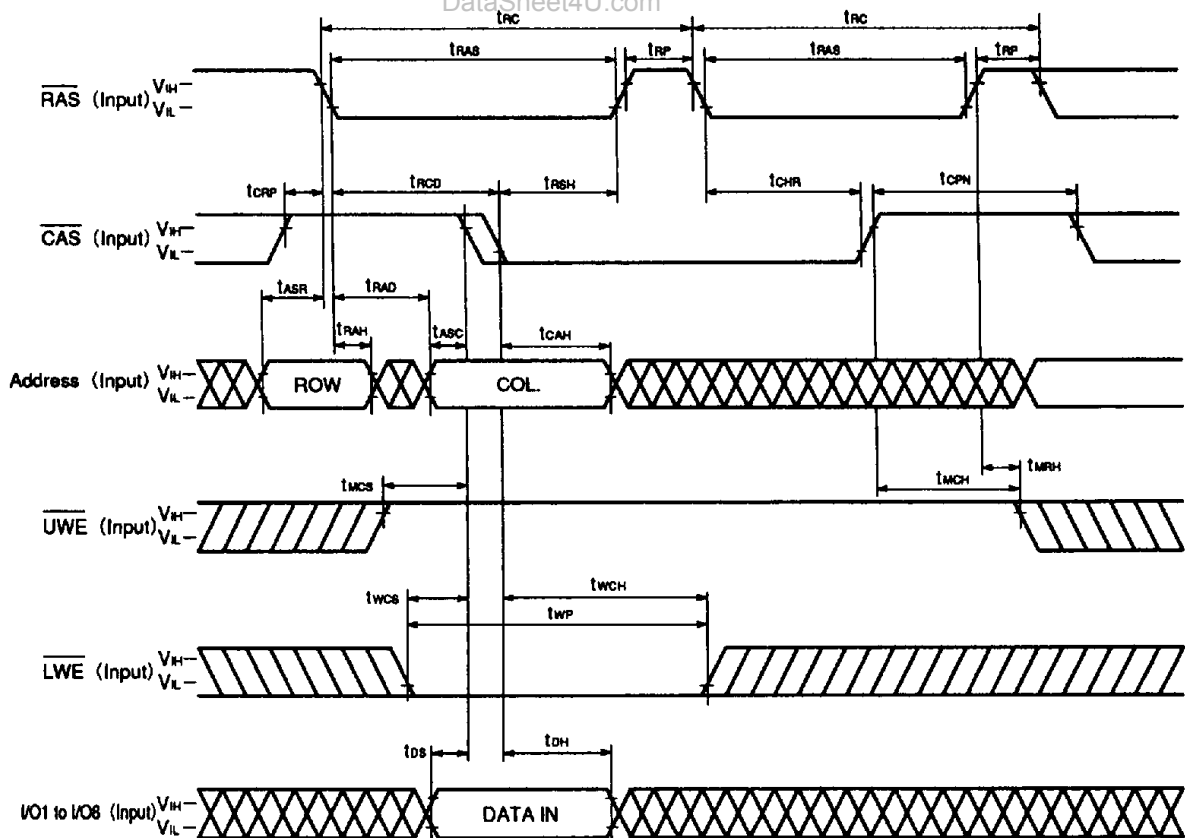 DataSheet4U.com
tRC tRC
tRAS tRP tRAS tRP
RAS (Input) VIH
VIL
tCRP tRCD tRSH tCHR tCPN
CAS (Input) VIH
VIL
tASR tRAD
tRAH tASC tCAH
Address (Input) VIH
VIL
ROW COL.
tMRH
tMCS tMCH
UWE (Input) VIH
VIL
tWCS tWCH
tWP
LWE (Input) VIH
VIL
tDS tDH
I/O1 to I/O8 (Input) VIH
VIL
DATA IN